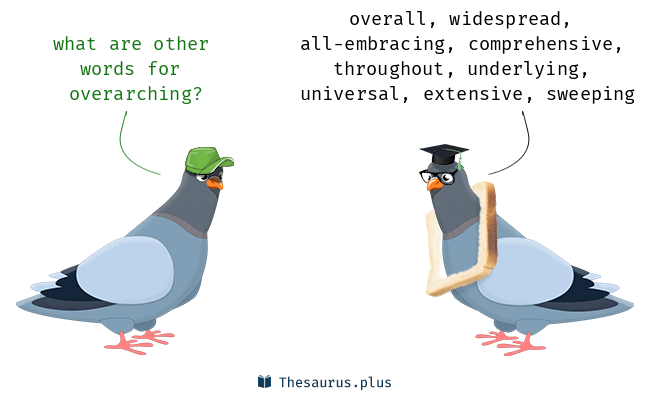 what are other
words for
overarching?
overall, widespread,
all-embracing, comprehensive,
throughout, underlying,
universal, extensive, sweeping
Thesaurus.plus